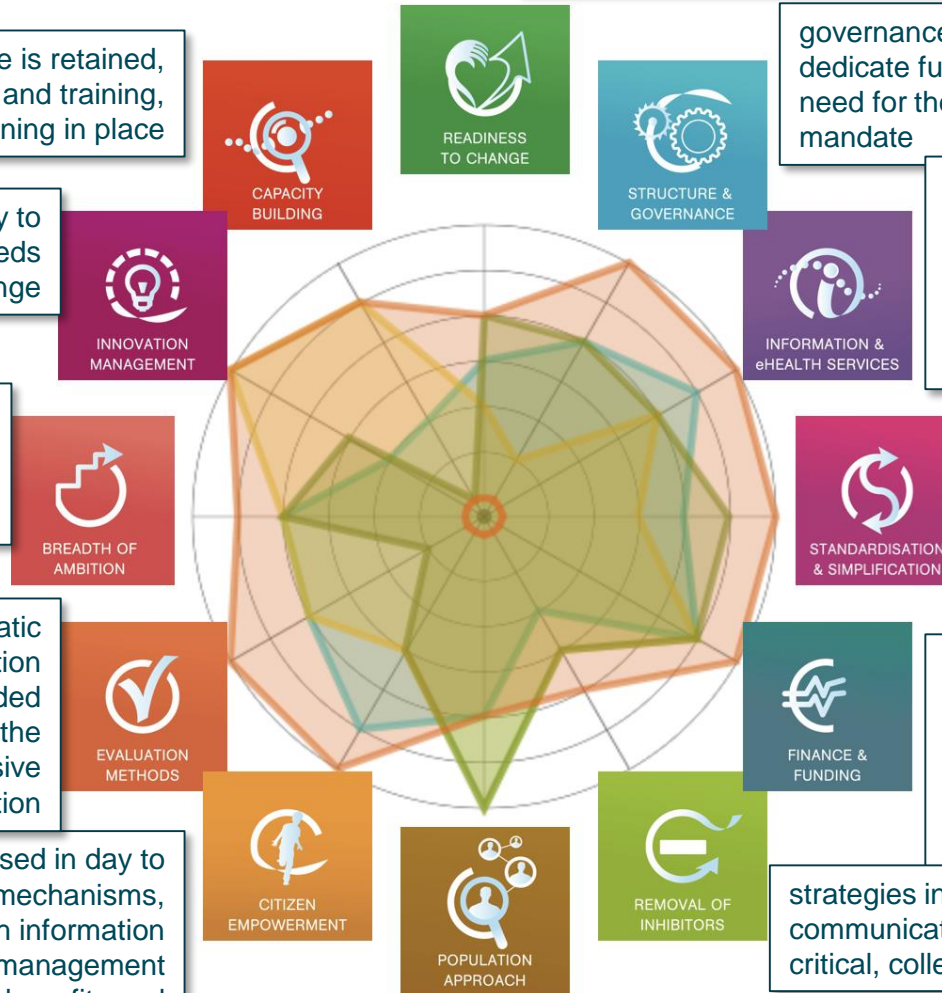 e is retained,
and training,
ning in place
READINESS
TO CHANGE
governance
dedicate fu
need for the
mandate
CAPACITY
BUILDING
STRUCTURE &
GOVERNANCE
y to
eeds
nge
INNOVATION
MANAGEMENT
INFORMATION &
eHEALTH SERVICES
BREADTH OF
AMBITION
STANDARDISATION
& SIMPLIFICATION
atic
tion
ded
the
sive
tion
EVALUATION
METHODS
FINANCE &
FUNDING
CITIZEN
EMPOWERMENT
POPULATION
APPROACH
REMOVAL OF
INHIBITORS
sed in day to
mechanisms,
n information
management
strategies in
communicat
critical, colle